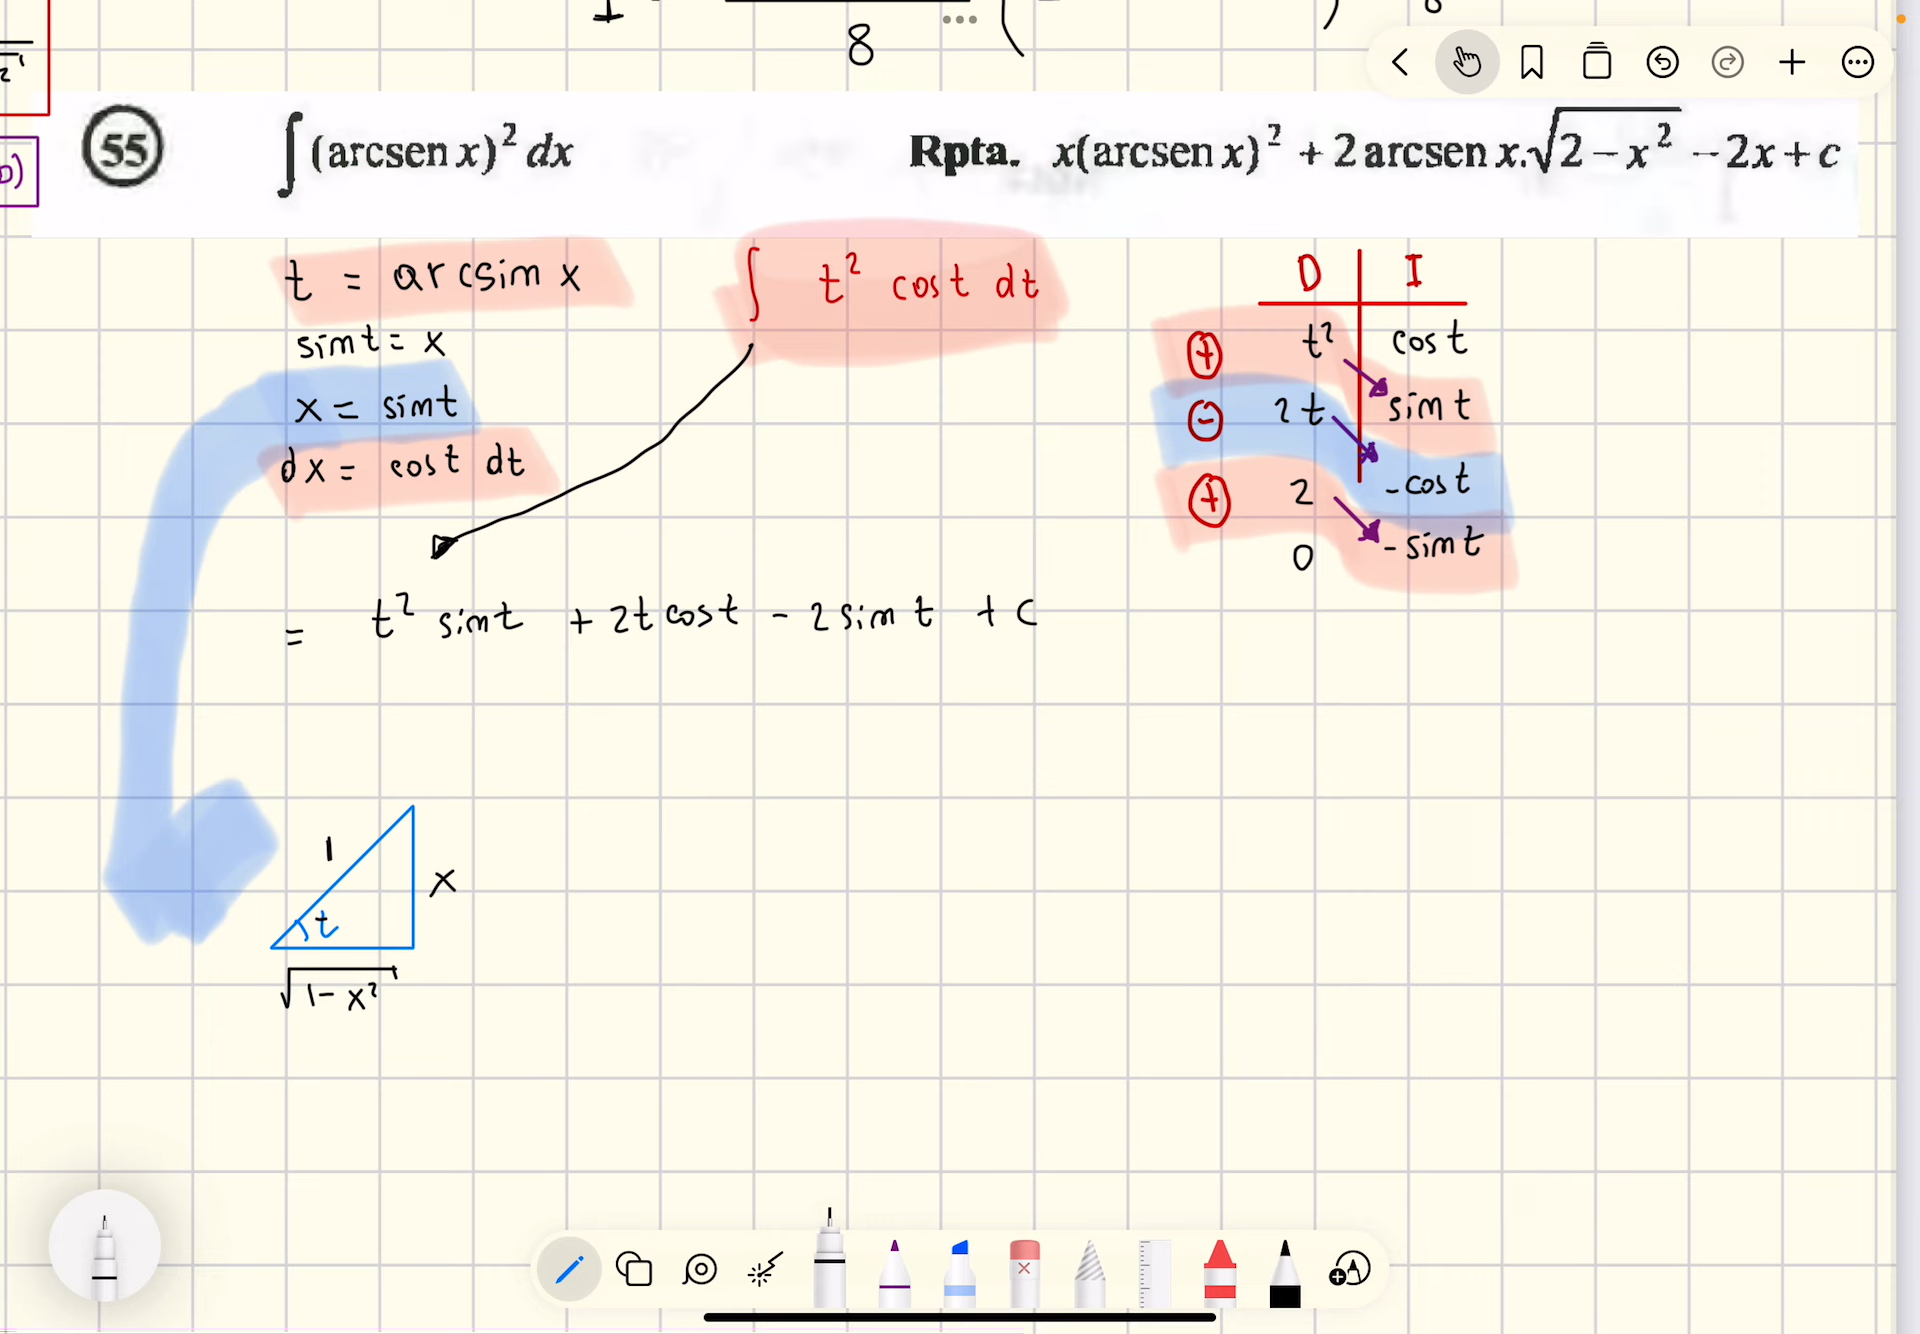 8
55 ∫ (arcsen x)² dx Rpta. x(arcsen x)² + 2 arcsen x.√2 – x² – 2x + c
t = arcsin x
∫ t² cos t dt
sin t = x
x = sin t
dx = cos t dt
D I
⊕ t² cos t
⊖ 2t sin t
⊕ 2 -cos t
0 - sin t
= t² sin t + 2t cos t - 2 sin t + C
1
x
t
√1 - x²